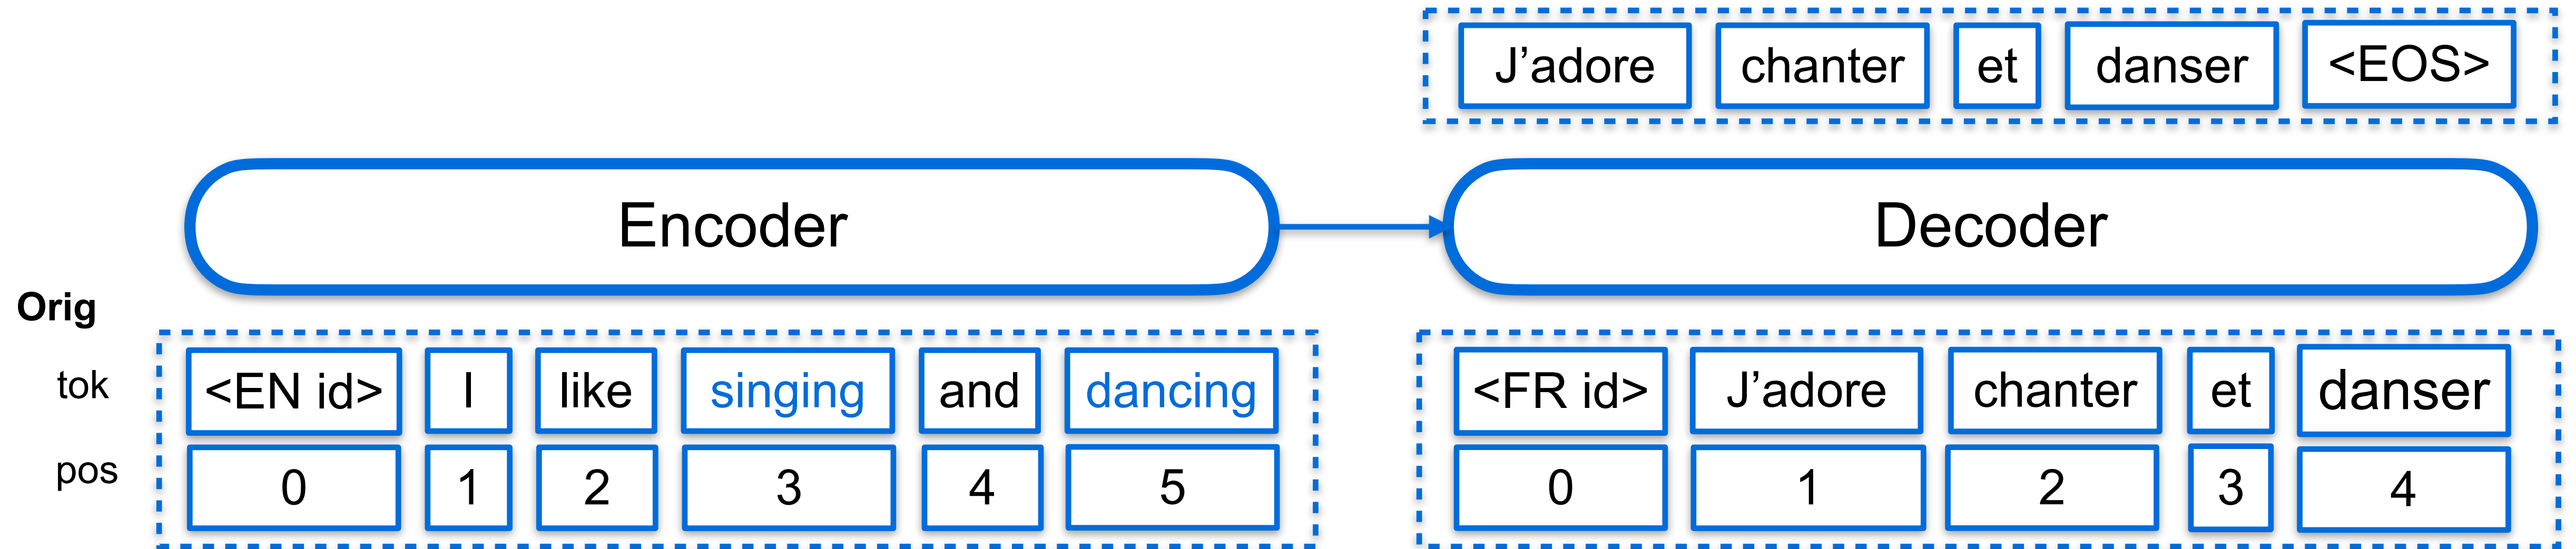 J’adore chanter et danser <EOS>
Encoder Decoder
Orig
tok <EN id> I like singing and dancing <FR id> J’adore chanter et danser
pos 0 1 2 3 4 5 0 1 2 3 4